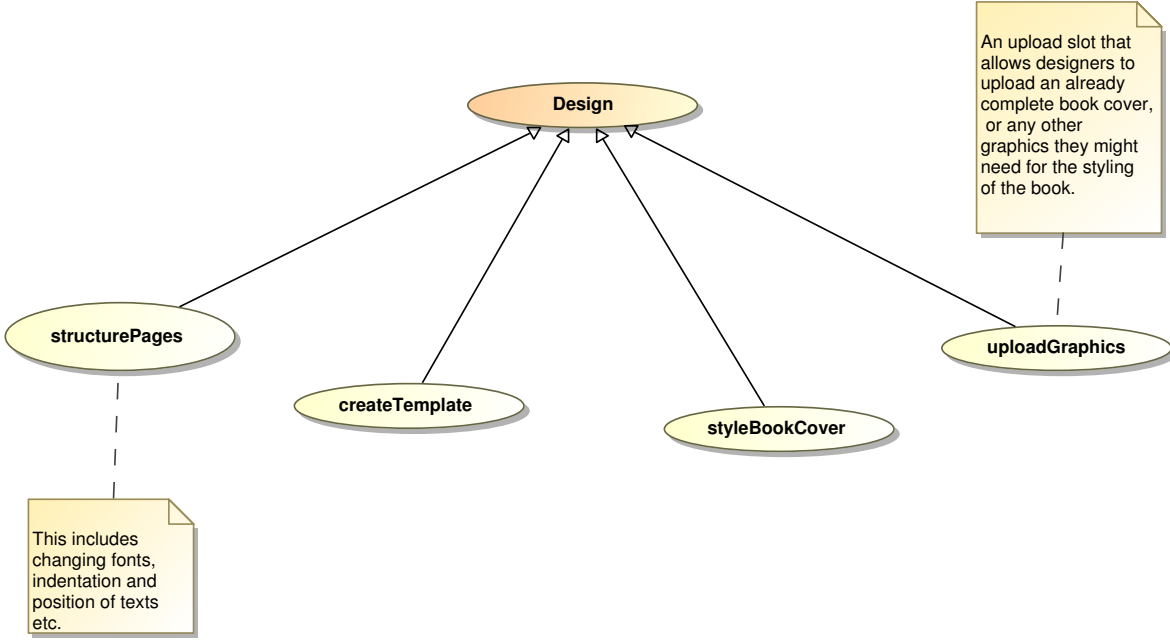 An upload slot that
allows designers to
upload an already
complete book cover,
or any other
graphics they might
need for the styling
of the book.
Design
structurePages
uploadGraphics
createTemplate
styleBookCover
This includes
changing fonts,
indentation and
position of texts
etc.